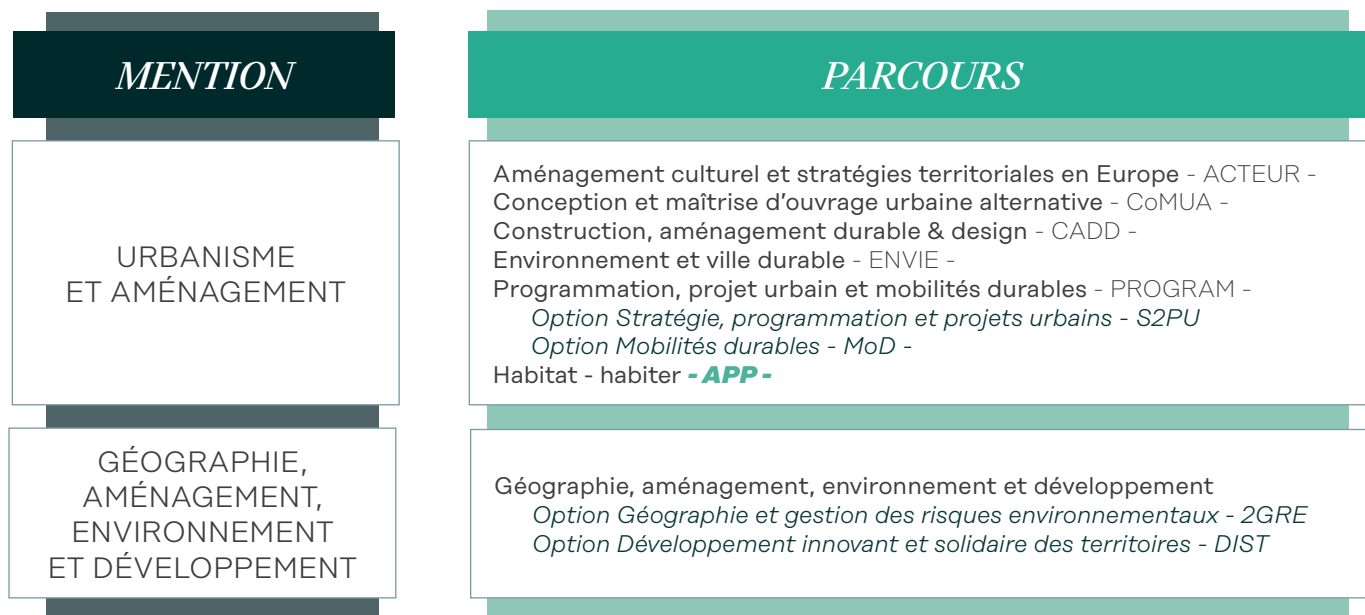 MENTION
PARCOURS
URBANISME
ET AMÉNAGEMENT
Aménagement culturel et stratégies territoriales en Europe - ACTEUR -
Conception et maîtrise d’ouvrage urbaine alternative - CoMUA -
Construction, aménagement durable & design - CADD -
Environnement et ville durable - ENVIE -
Programmation, projet urbain et mobilités durables - PROGRAM -
Option Stratégie, programmation et projets urbains - S2PU
Option Mobilités durables - MoD -
Habitat - habiter - APP -
GÉOGRAPHIE,
AMÉNAGEMENT,
ENVIRONNEMENT
ET DÉVELOPPEMENT
Géographie, aménagement, environnement et développement
Option Géographie et gestion des risques environnementaux - 2GRE
Option Développement innovant et solidaire des territoires - DIST